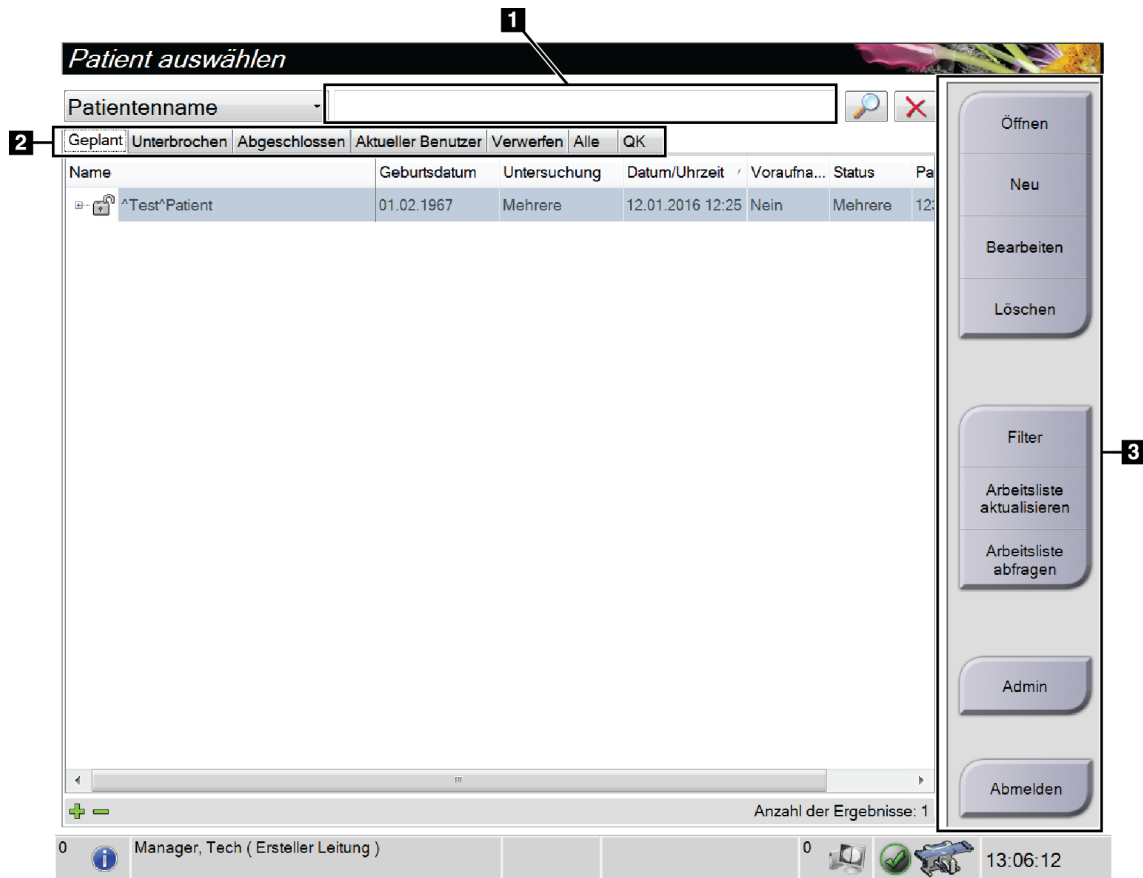 1
Patient auswählen
Patientenname
2
Geplant Unterbrochen Abgeschlossen Aktueller Benutzer Verwerfen Alle QK
Name Geburtsdatum Untersuchung Datum/Uhrzeit Voraufna... Status Pa
^Test^Patient 01.02.1967 Mehrere 12.01.2016 12:25 Nein Mehrere 123
Öffnen
Neu
Bearbeiten
Löschen
Filter
3
Arbeitsliste
aktualisieren
Arbeitsliste
abfragen
Admin
Abmelden
Anzahl der Ergebnisse: 1
0 Manager, Tech ( Ersteller Leitung ) 0 13:06:12